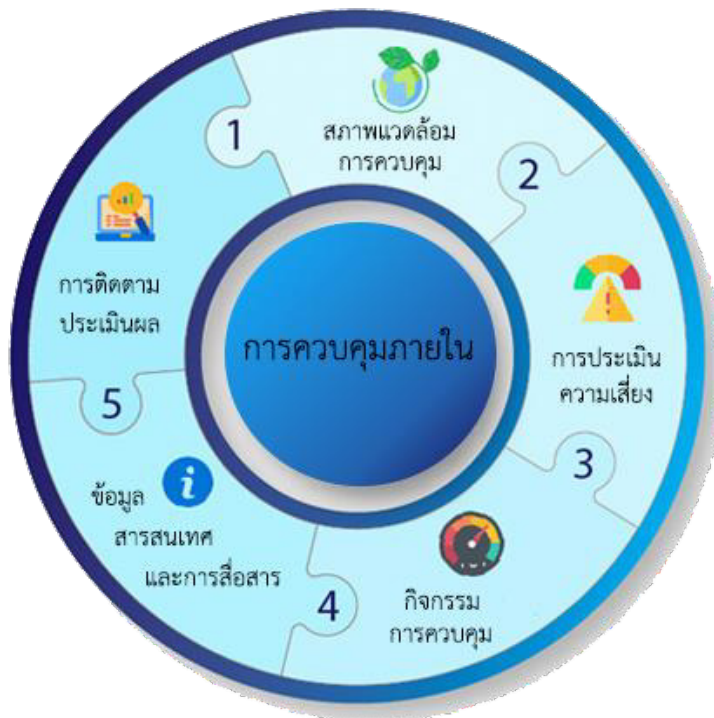 1
สภาพแวดล้อม
การควบคุม
2
การประเมิน
ความเสี่ยง
3
กิจกรรม
การควบคุม
4
ข้อมูล
สารสนเทศ
และการสื่อสาร
5
การติดตาม
ประเมินผล
การควบคุมภายใน